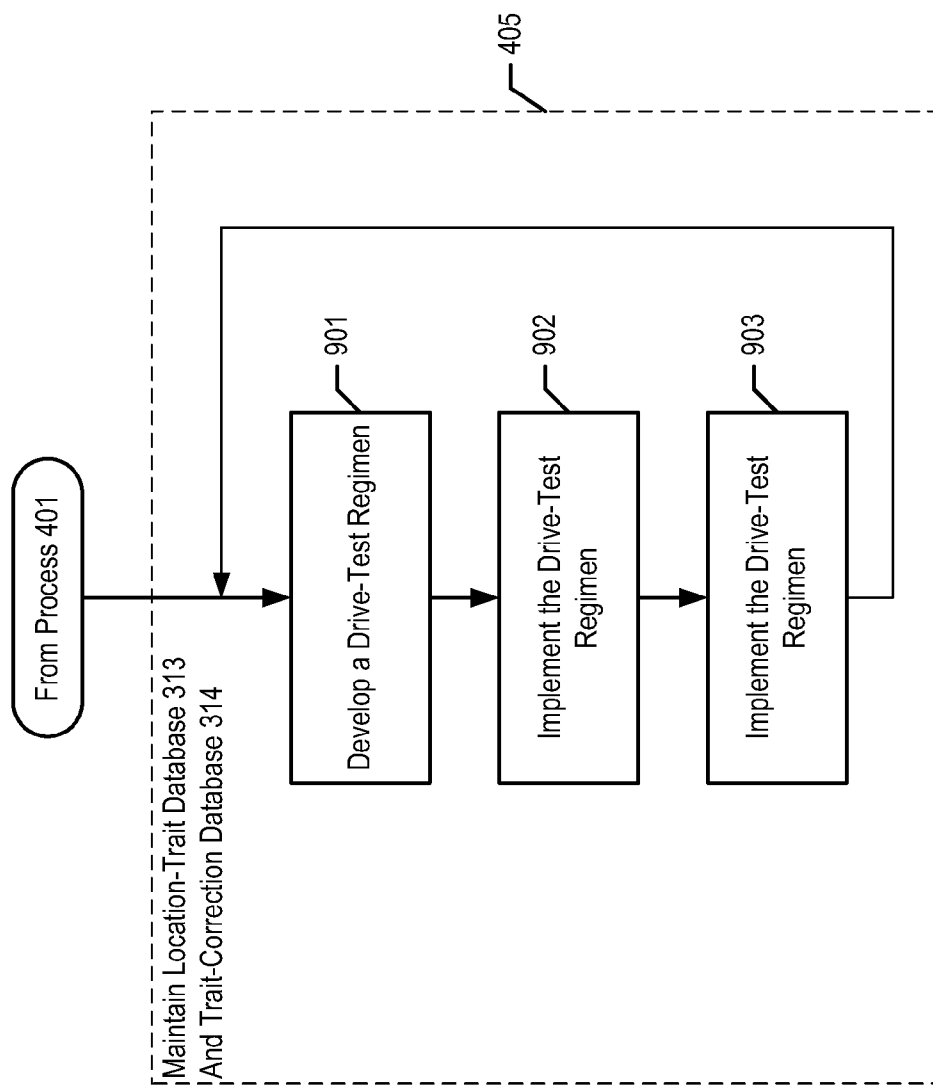 From Process 401
Maintain Location-Trait Database 313
And Trait-Correction Database 314
405
901
Develop a Drive-Test Regimen
902
Implement the Drive-Test
Regimen
903
Implement the Drive-Test
Regimen